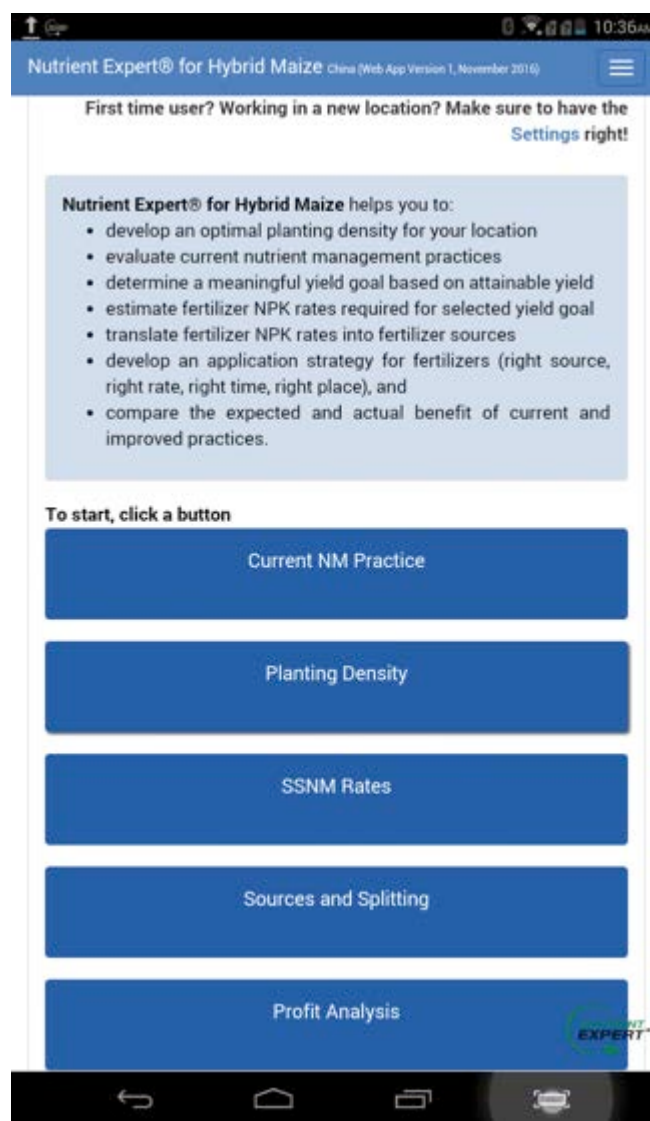 10:36AM
Nutrient Expert® for Hybrid Maize China (Web App Version 1, November 2016)
First time user? Working in a new location? Make sure to have the
Settings right!
Nutrient Expert® for Hybrid Maize helps you to:
• develop an optimal planting density for your location
• evaluate current nutrient management practices
• determine a meaningful yield goal based on attainable yield
• estimate fertilizer NPK rates required for selected yield goal
• translate fertilizer NPK rates into fertilizer sources
• develop an application strategy for fertilizers (right source,
right rate, right time, right place), and
• compare the expected and actual benefit of current and
improved practices.
To start, click a button
Current NM Practice
Planting Density
SSNM Rates
Sources and Splitting
Profit Analysis
EXPERT